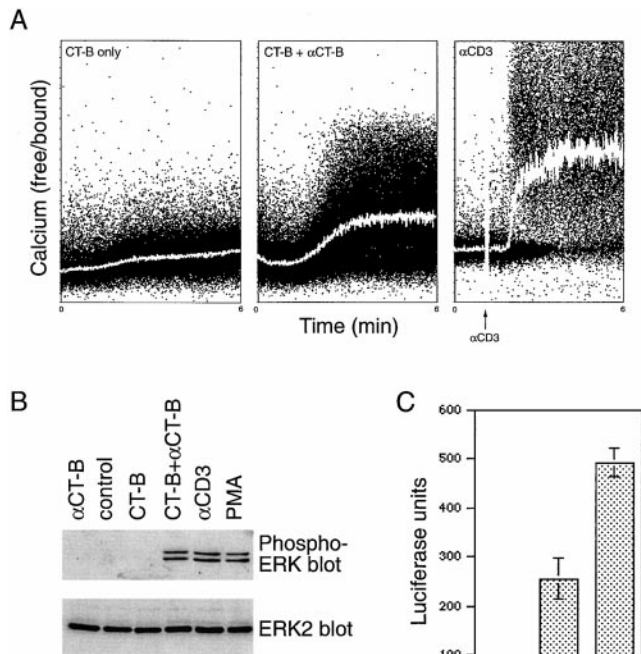 A
CT-B only
CT-B + αCT-B
αCD3
Calcium (free/bound)
0
6
0
6
0
6
Time (min)
αCD3
B
αCT-B
control
CT-B
CT-B+αCT-B
αCD3
PMA
Phospho-
ERK blot
ERK2 blot
C
Luciferase units
600
500
400
300
200
100